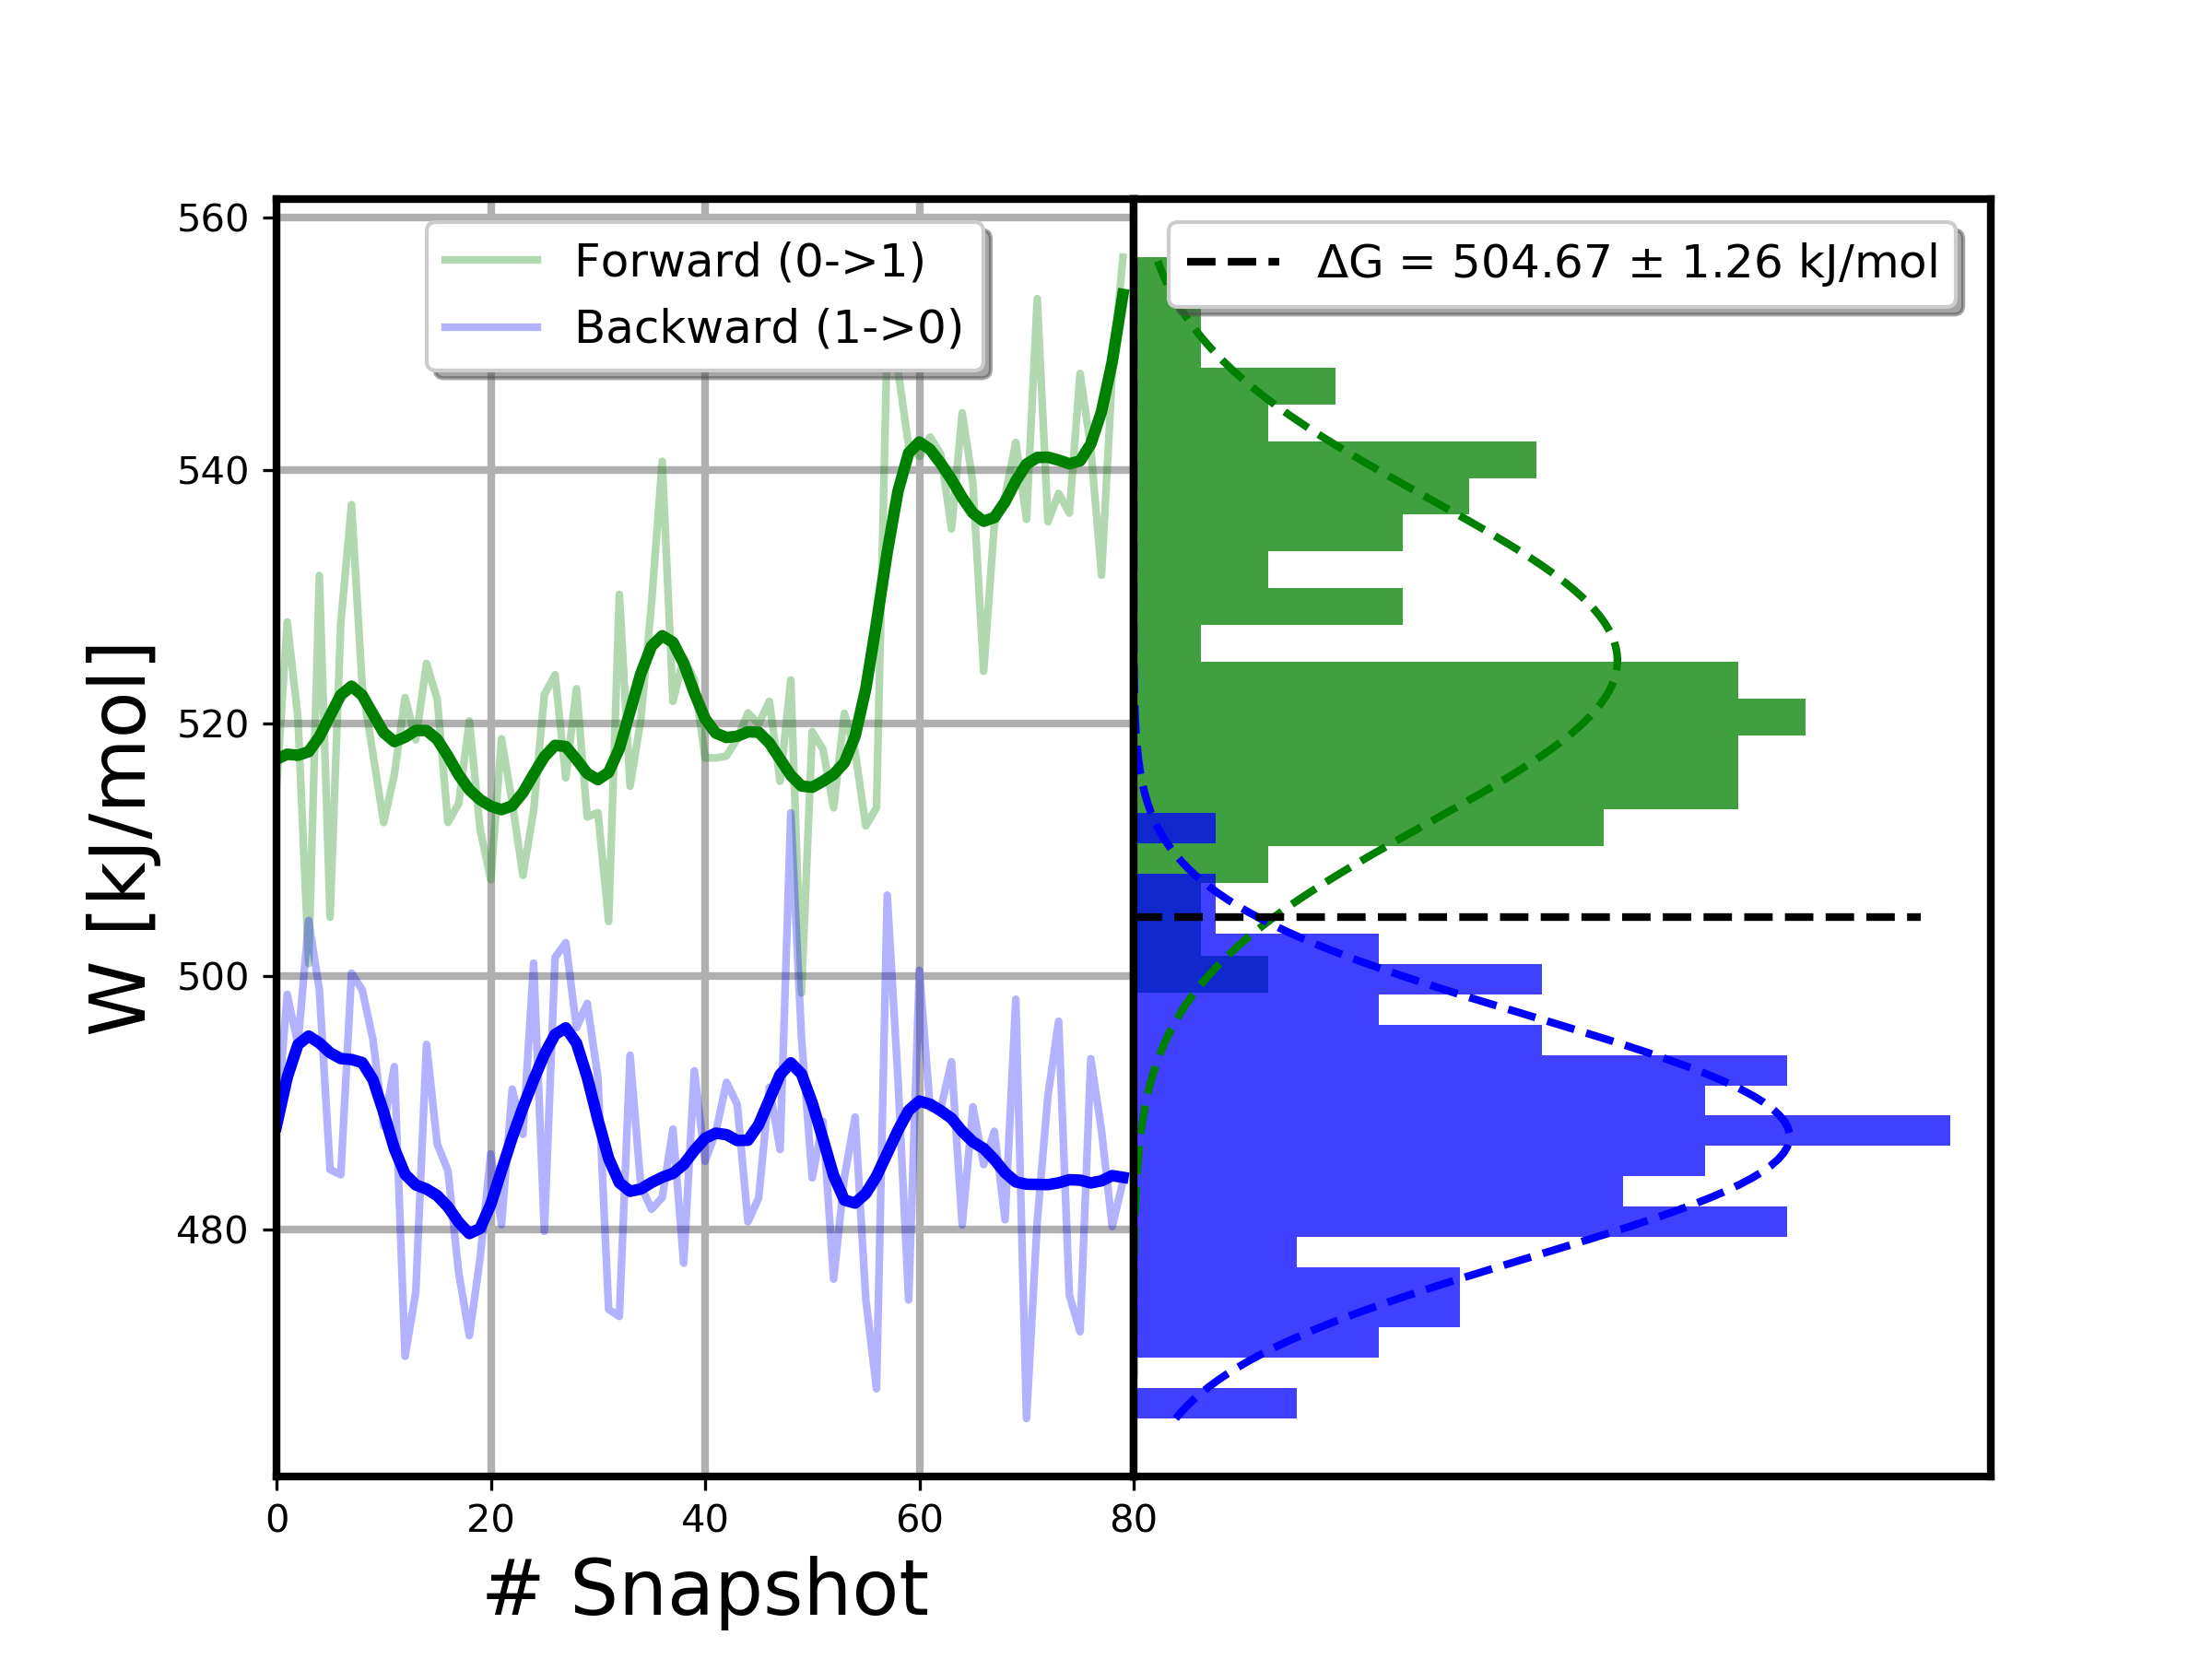 Forward (0->1)
Backward (1->0)
ΔG = 504.67 ± 1.26 kJ/mol
W [kJ/mol]
560
540
520
500
480
0 20 40 60 80
# Snapshot